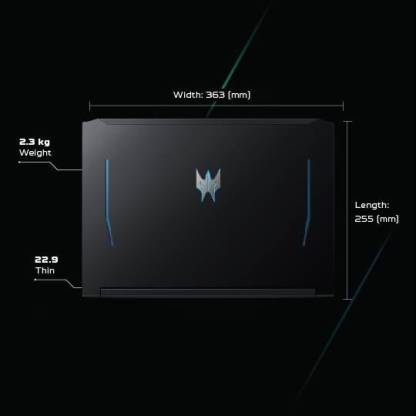 Width: 363 (mm)
2.3 kg
Weight
Length:
255 (mm)
22.9
Thin